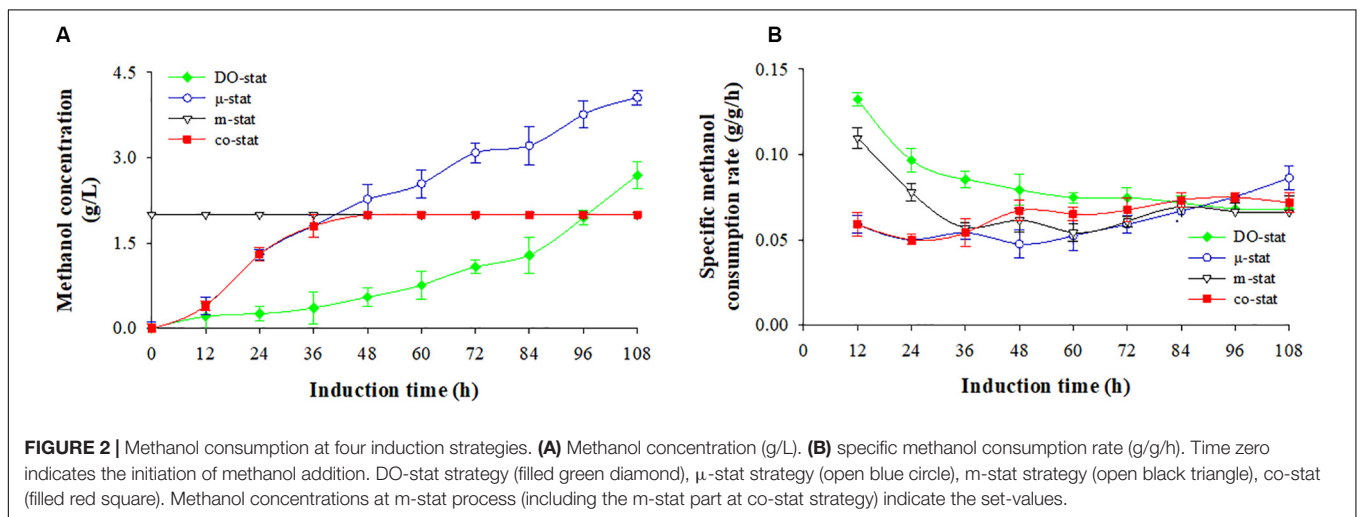 A
Methanol concentration
(g/L)
4.5
3.0
1.5
0.0
DO-stat
μ-stat
m-stat
co-stat
0 12 24 36 48 60 72 84 96 108
Induction time (h)
B
Specific methanol
consumption rate (g/g/h)
0.15
0.10
0.05
0.00
DO-stat
μ-stat
m-stat
co-stat
0 12 24 36 48 60 72 84 96 108
Induction time (h)
FIGURE 2 | Methanol consumption at four induction strategies. (A) Methanol concentration (g/L). (B) specific methanol consumption rate (g/g/h). Time zero
indicates the initiation of methanol addition. DO-stat strategy (filled green diamond), μ-stat strategy (open blue circle), m-stat strategy (open black triangle), co-stat
(filled red square). Methanol concentrations at m-stat process (including the m-stat part at co-stat strategy) indicate the set-values.